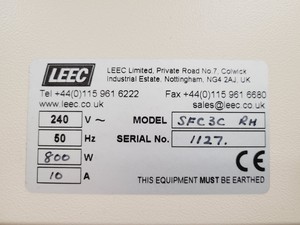 LEEC
LEEC Limited, Private Road No.7, Colwick
Industrial Estate, Nottingham, NG4 2AJ, UK
Tel +44(0)115 961 6222 Fax +44(0)115 961 6680
www.leec.co.uk sales@leec.co.uk
240 V ~ MODEL SFC3C RH
50 Hz SERIAL No. 1127.
800 W
10 A CE
THIS EQUIPMENT MUST BE EARTHED